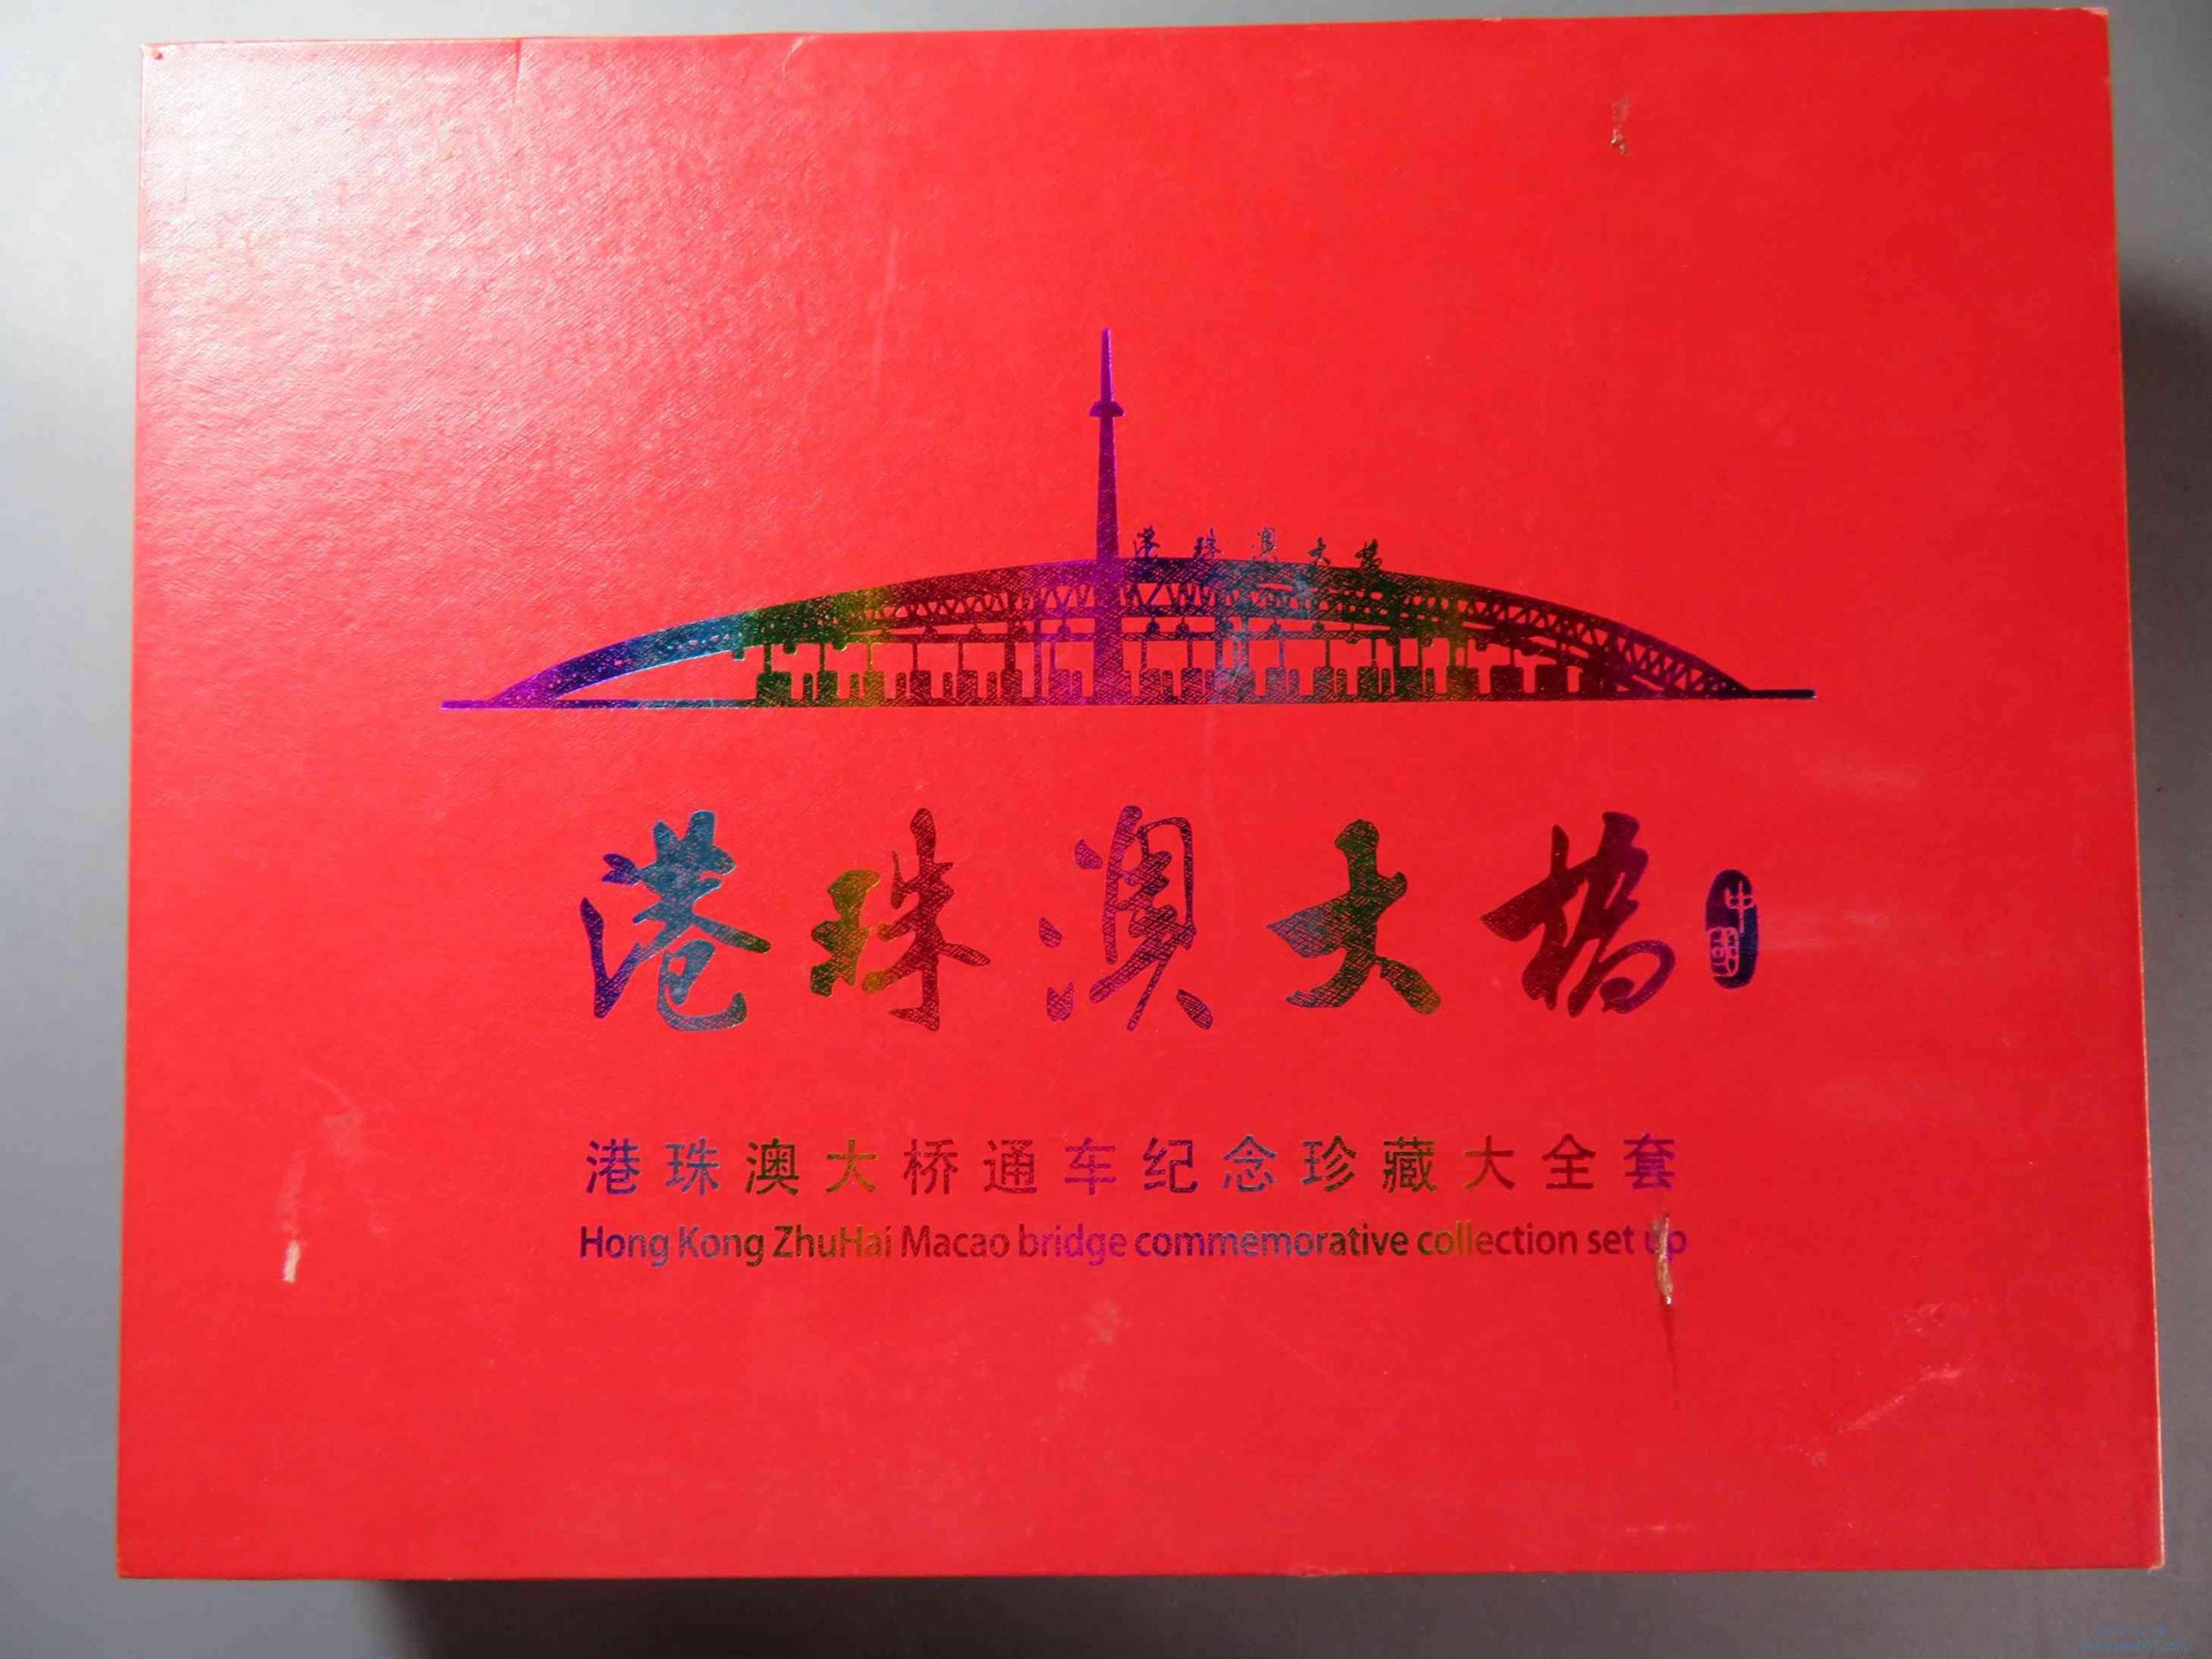 港珠澳大桥
港珠澳大桥
中國
港珠澳大桥通车纪念珍藏大全套
Hong Kong ZhuHai Macao bridge commemorative collection set up